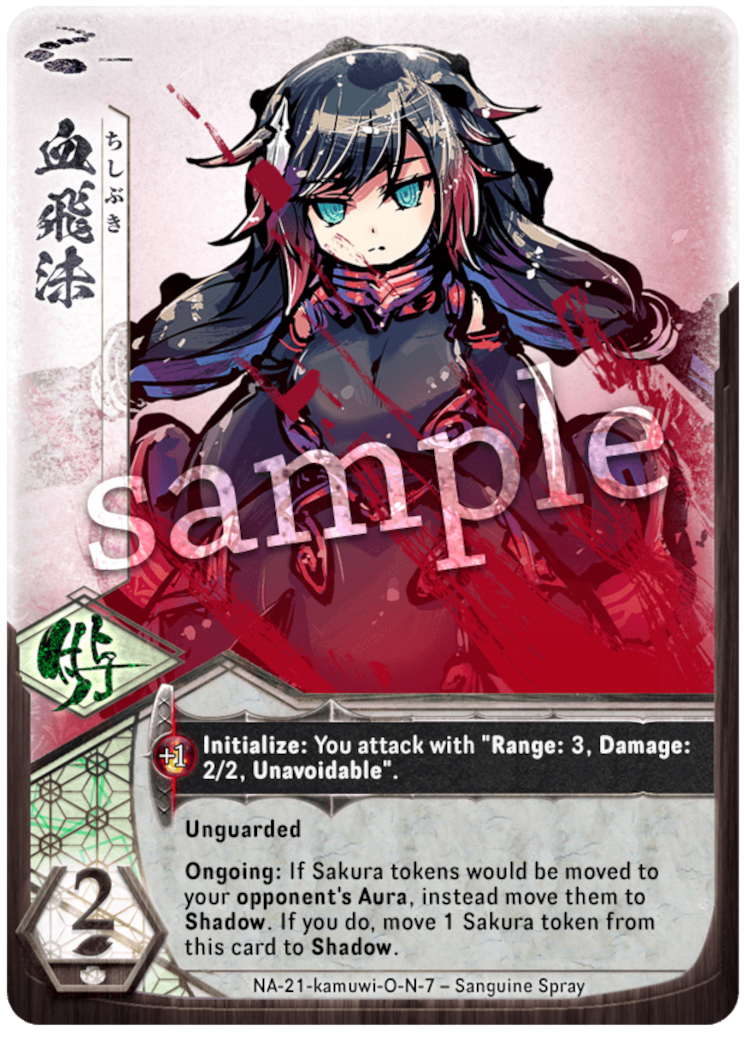 血飛沫
ちしぶき
sample
+1
Initialize: You attack with "Range: 3, Damage:
2/2, Unavoidable".
Unguarded
Ongoing: If Sakura tokens would be moved to
your opponent's Aura, instead move them to
Shadow. If you do, move 1 Sakura token from
this card to Shadow.
2
NA-21-kamuwi-O-N-7 – Sanguine Spray